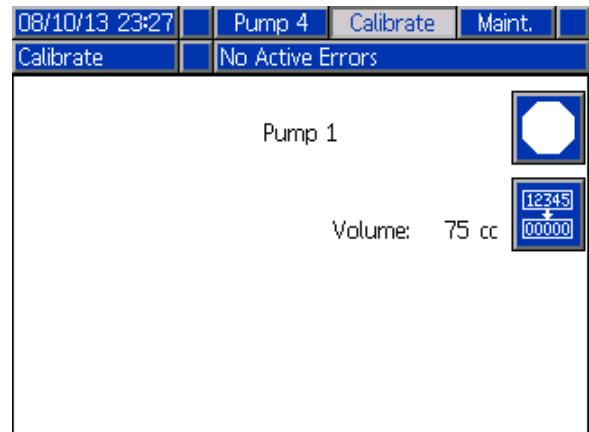 08/10/13 23:27 Pump 4 Calibrate Maint.
Calibrate No Active Errors
Pump 1
12345
Volume: 75 cc 00000